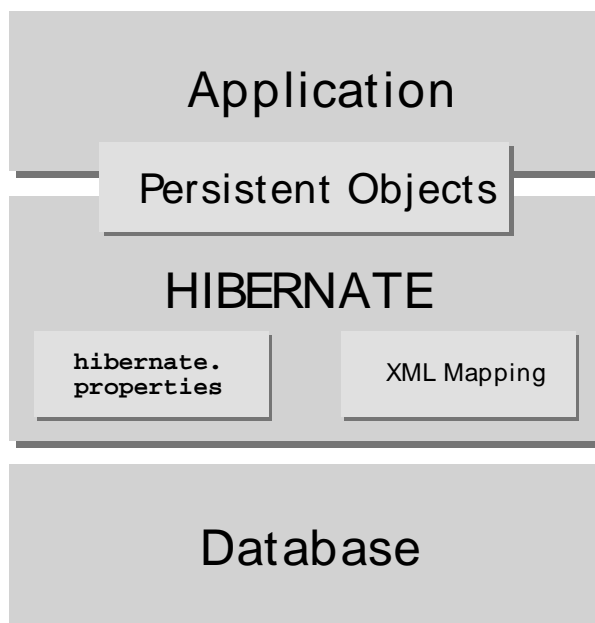 Application
Persistent Objects
HIBERNATE
hibernate.
properties
XML Mapping
Database